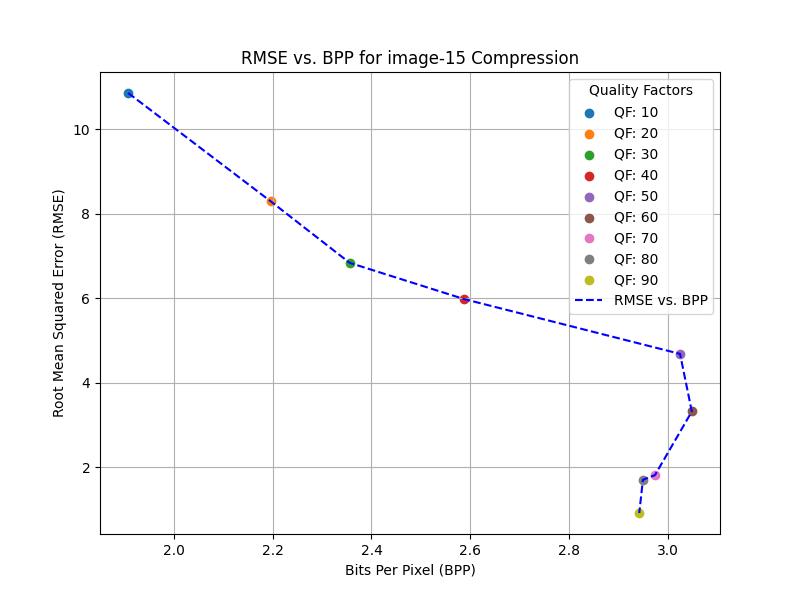 RMSE vs. BPP for image-15 Compression
Quality Factors
QF: 10
QF: 20
QF: 30
QF: 40
QF: 50
QF: 60
QF: 70
QF: 80
QF: 90
RMSE vs. BPP
Root Mean Squared Error (RMSE)
10
8
6
4
2
2.0 2.2 2.4 2.6 2.8 3.0
Bits Per Pixel (BPP)